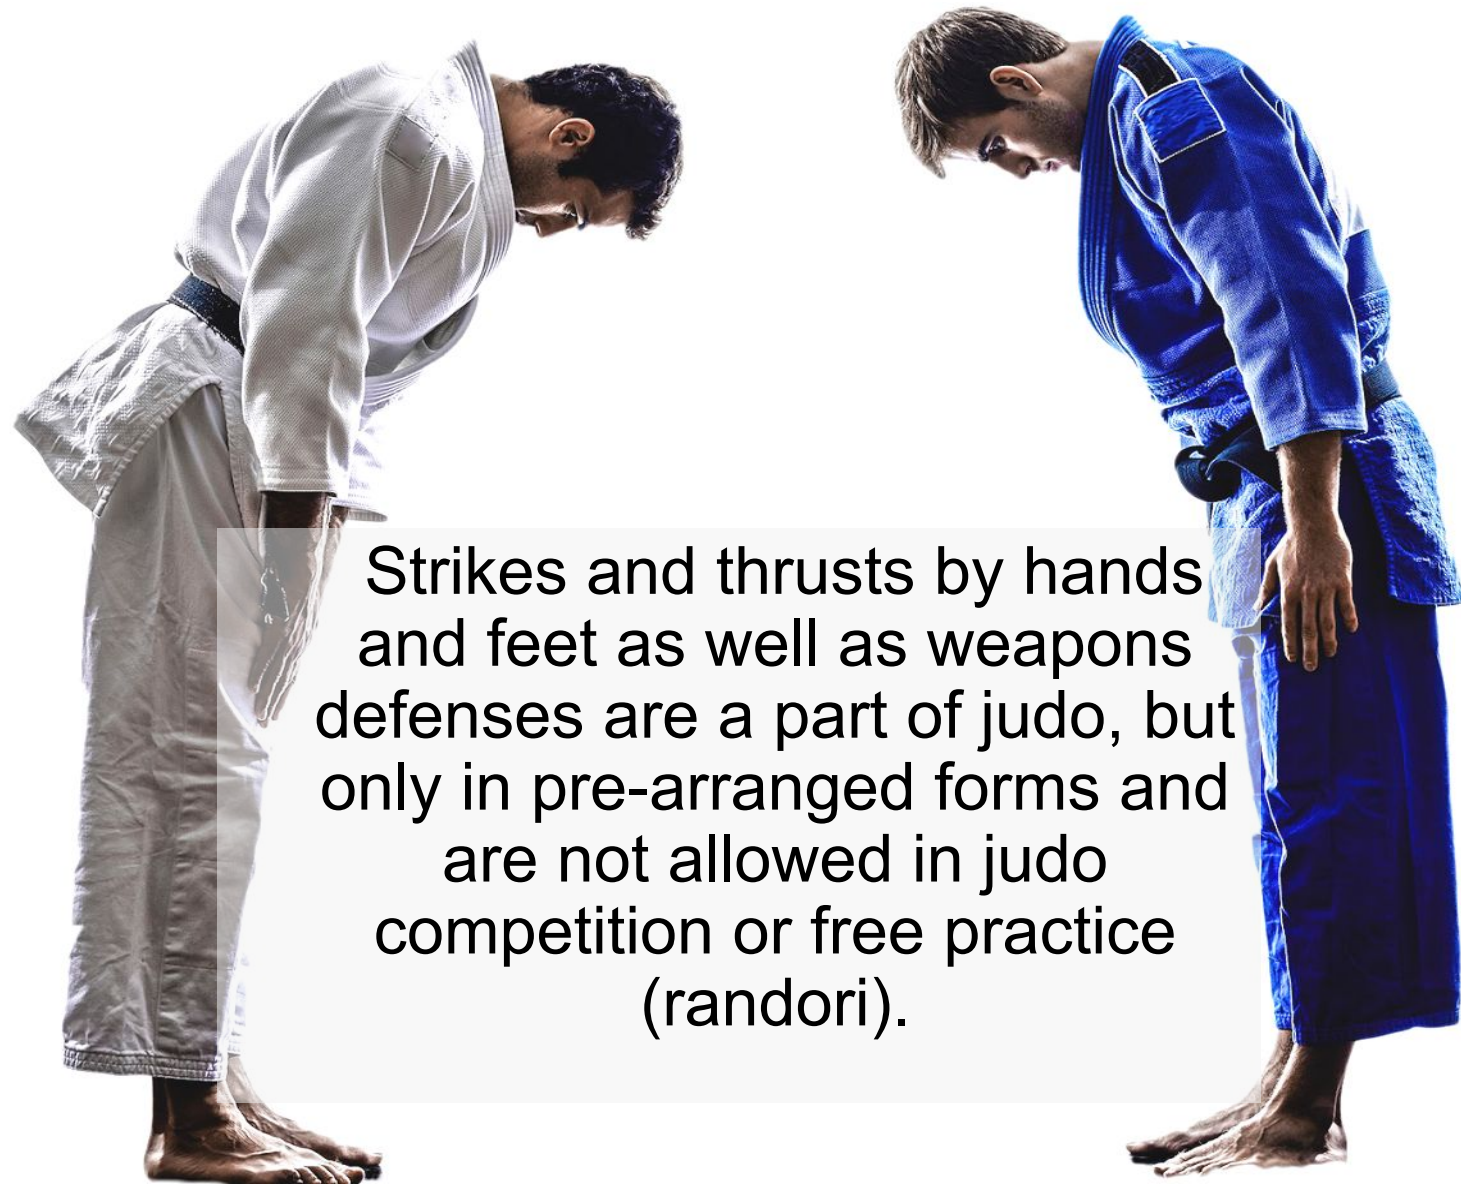 Strikes and thrusts by hands
and feet as well as weapons
defenses are a part of judo, but
only in pre-arranged forms and
are not allowed in judo
competition or free practice
(randori).